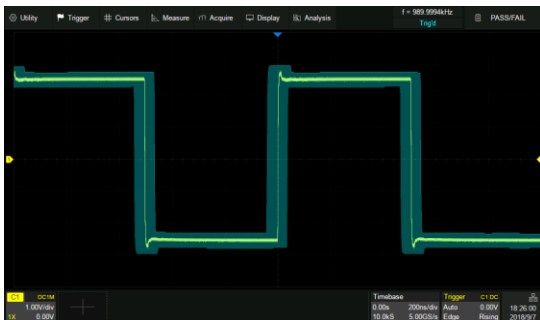 Utility Trigger Cursors Measure Acquire Display Analysis f = 989.9994kHz PASS/FAIL
Trig'd
C1 DC1M Timebase Trigger C1 DC
1.00V/div 0.00s 200ns/div Auto 0.00V 18:26:00
1X 0.00V 10.0kS 5.00GS/s Edge Rising 2018/9/7